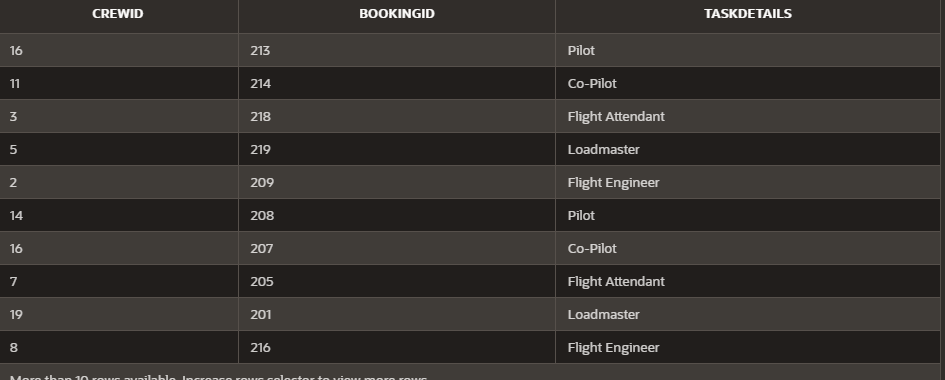 CREWID BOOKINGID TASKDETAILS
16 213 Pilot
11 214 Co-Pilot
3 218 Flight Attendant
5 219 Loadmaster
2 209 Flight Engineer
14 208 Pilot
16 207 Co-Pilot
7 205 Flight Attendant
19 201 Loadmaster
8 216 Flight Engineer
More than 10 rows available. Increase rows selector to view more rows.